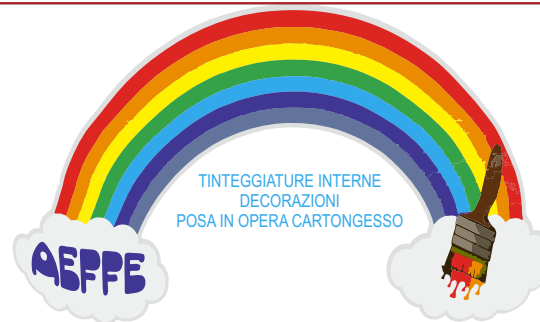 TINTEGGIATURE INTERNE
DECORAZIONI
POSA IN OPERA CARTONGESSO
AEFFE